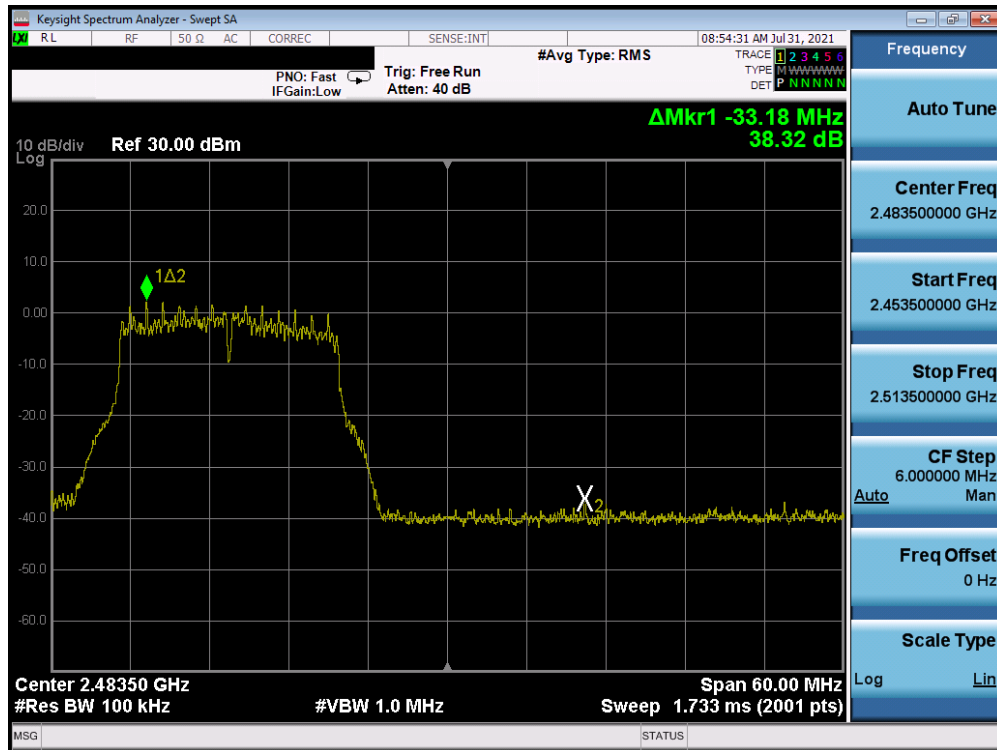 Keysight Spectrum Analyzer - Swept SA
LXI RL RF 50 Ω AC CORREC SENSE:INT 08:54:31 AM Jul 31, 2021
PNO: Fast
IFGain:Low
Trig: Free Run
Atten: 40 dB
#Avg Type: RMS
TRACE 1 2 3 4 5 6
TYPE M W W W W W
DET P N N N N N
ΔMkr1 -33.18 MHz
38.32 dB
10 dB/div
Log
Ref 30.00 dBm
20.0
10.0
0.00
-10.0
-20.0
-30.0
-40.0
-50.0
-60.0
1Δ2
X2
Center 2.48350 GHz
#Res BW 100 kHz
#VBW 1.0 MHz
Span 60.00 MHz
Sweep 1.733 ms (2001 pts)
MSG
STATUS
Frequency
Auto Tune
Center Freq
2.483500000 GHz
Start Freq
2.453500000 GHz
Stop Freq
2.513500000 GHz
CF Step
6.000000 MHz
Auto Man
Freq Offset
0 Hz
Scale Type
Log Lin